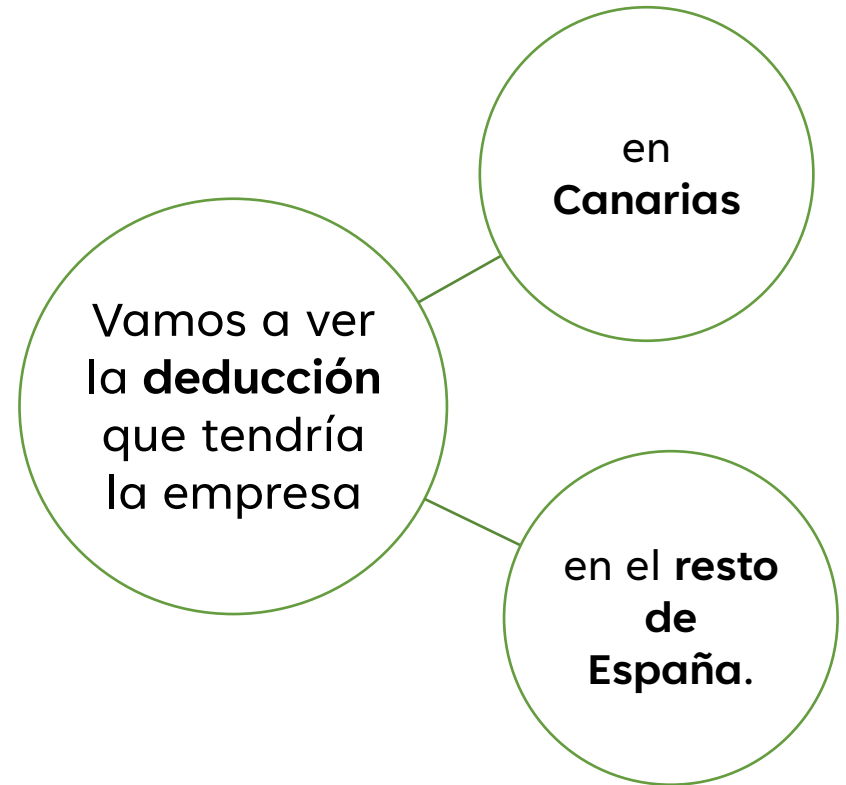 Vamos a ver
la deducción
que tendría
la empresa
en
Canarias
en el resto
de
España.